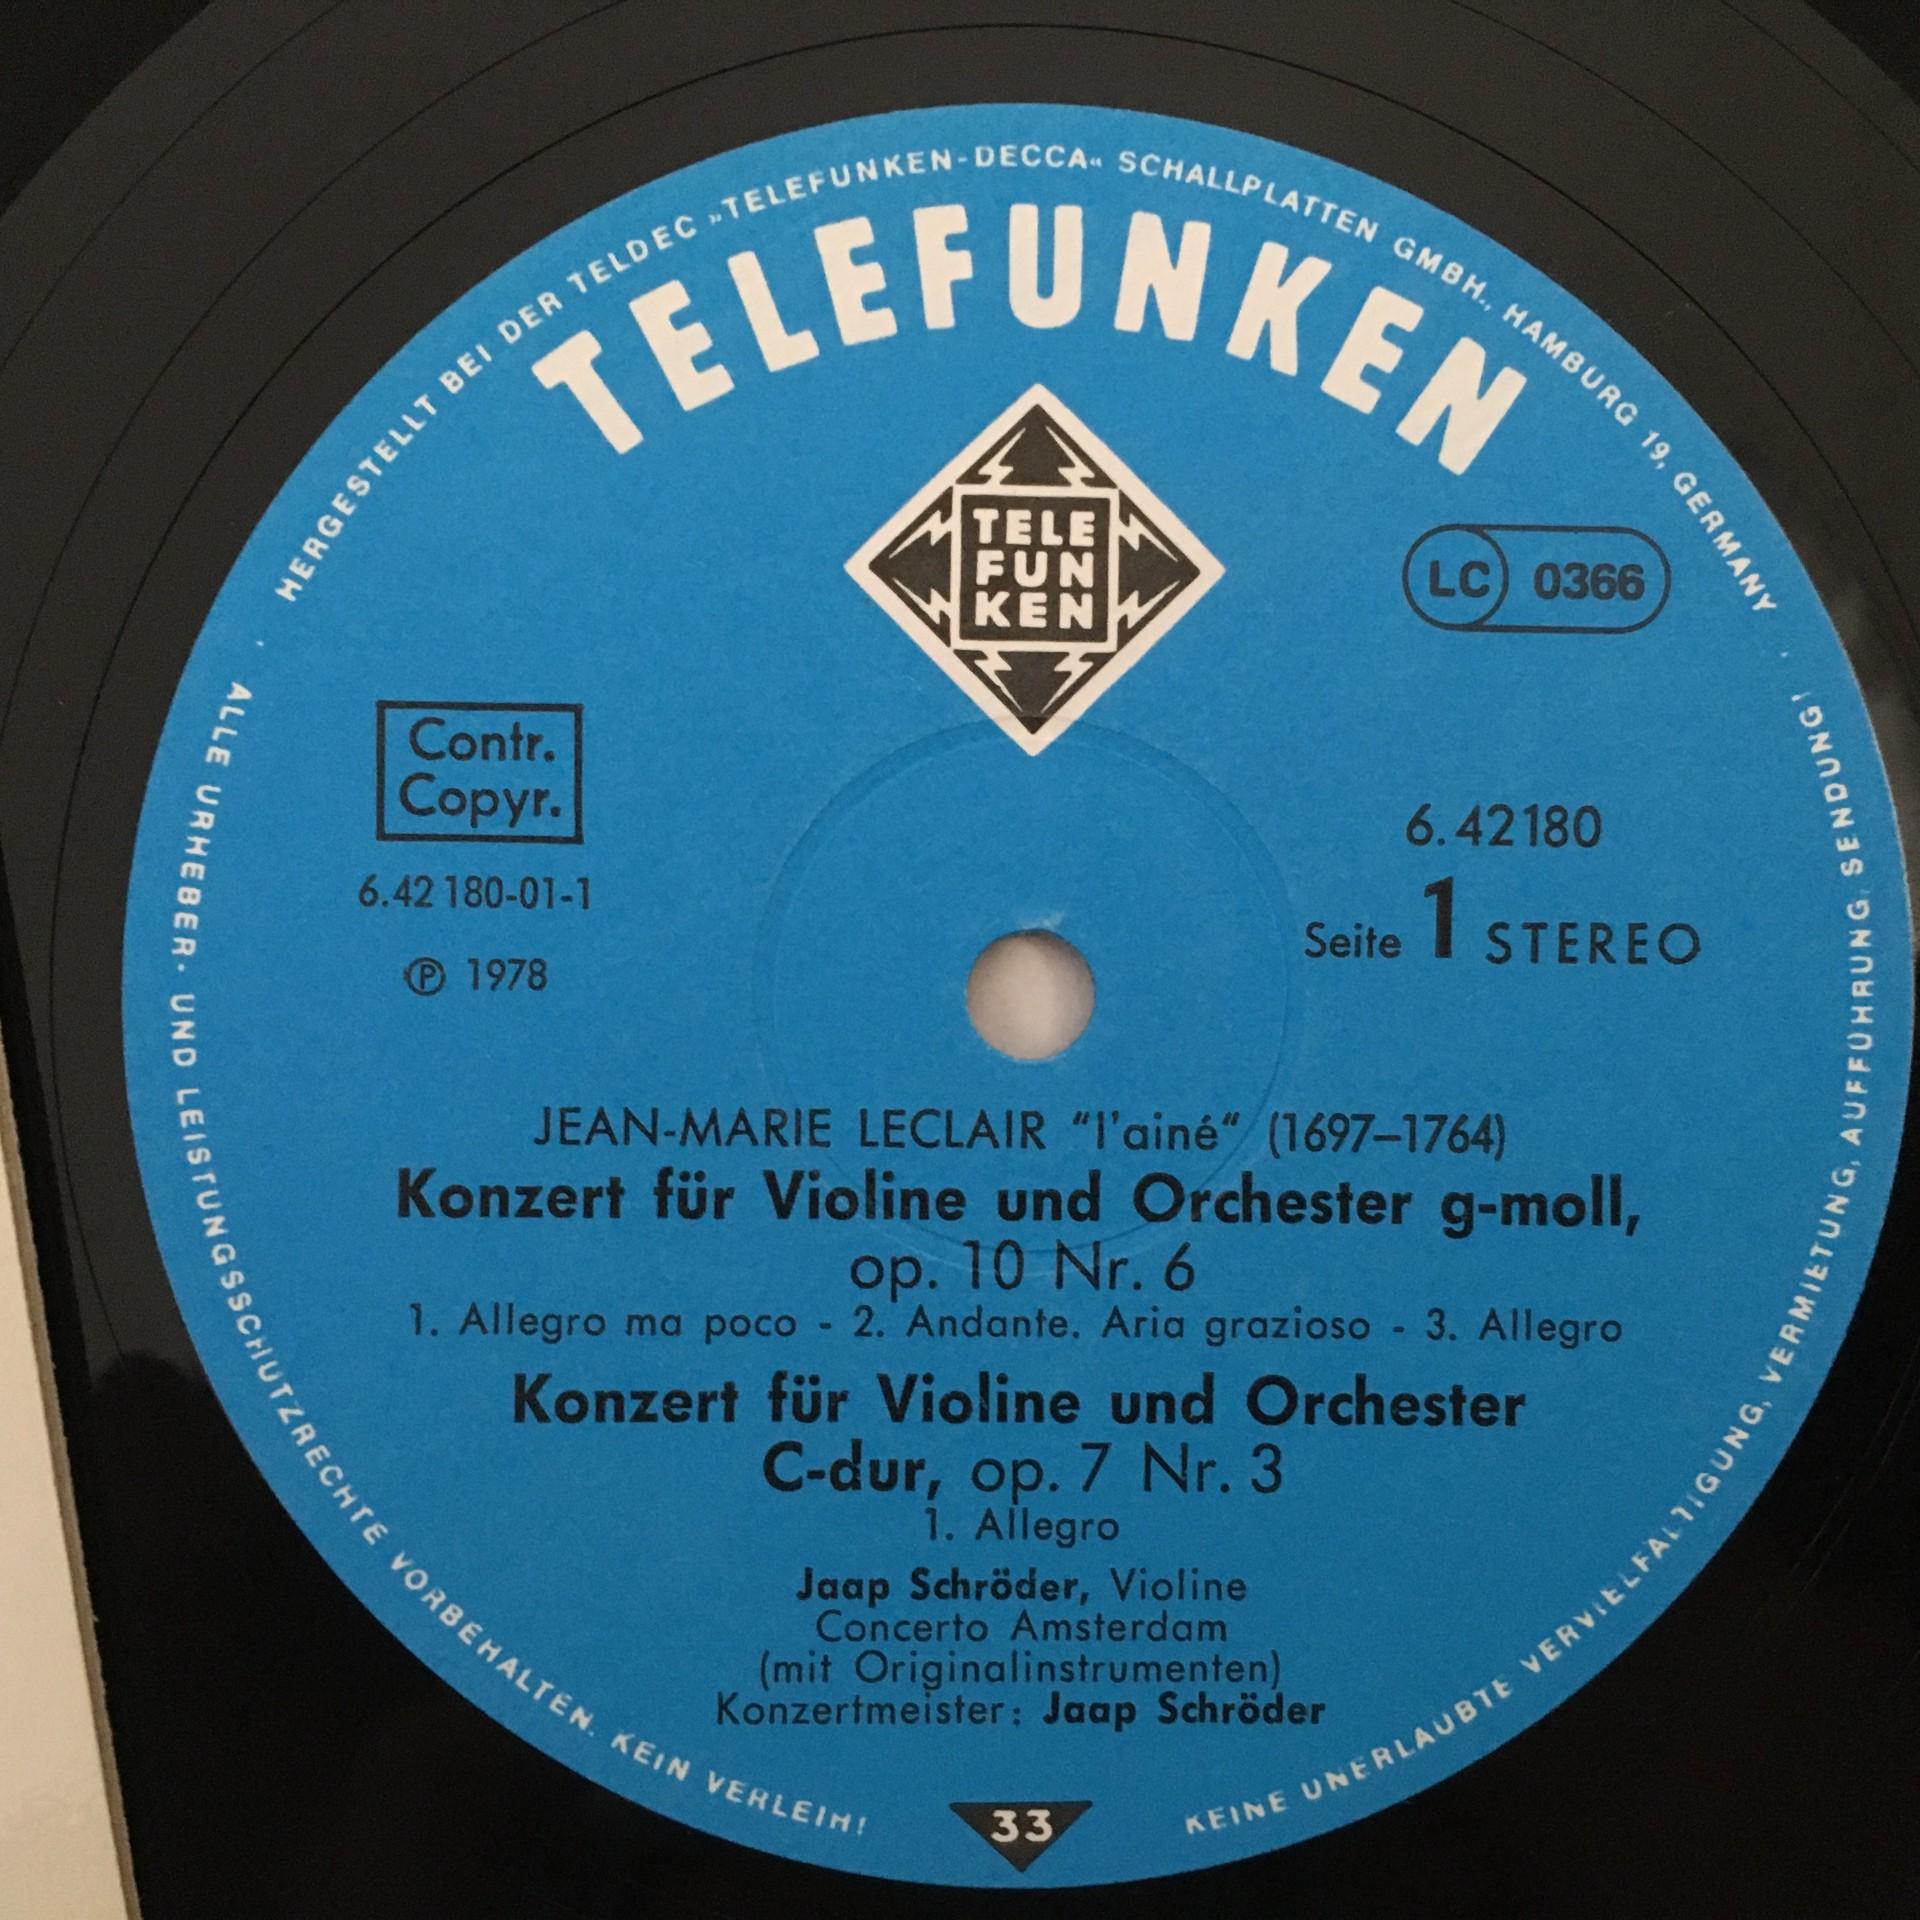 HERGESTELLT BEI DER TELDEC »TELEFUNKEN-DECCA« SCHALLPLATTEN GMBH., HAMBURG 19, GERMANY
TELEFUNKEN
TELE
FUN
KEN
LC 0366
Contr.
Copyr.
6.42180
6.42 180-01-1
Seite 1 STEREO
℗ 1978
JEAN-MARIE LECLAIR “l'ainé“ (1697–1764)
Konzert für Violine und Orchester g-moll,
op. 10 Nr. 6
1. Allegro ma poco - 2. Andante. Aria grazioso - 3. Allegro
Konzert für Violine und Orchester
C-dur, op. 7 Nr. 3
1. Allegro
Jaap Schröder, Violine
Concerto Amsterdam
(mit Originalinstrumenten)
Konzertmeister: Jaap Schröder
33
ALLE URHEBER- UND LEISTUNGSSCHUTZRECHTE VORBEHALTEN. KEIN VERLEIH!
KEINE UNERLAUBTE VERVIELFALTIGUNG, VERMIETUNG, AUFFUHRUNG, SENDUNG!